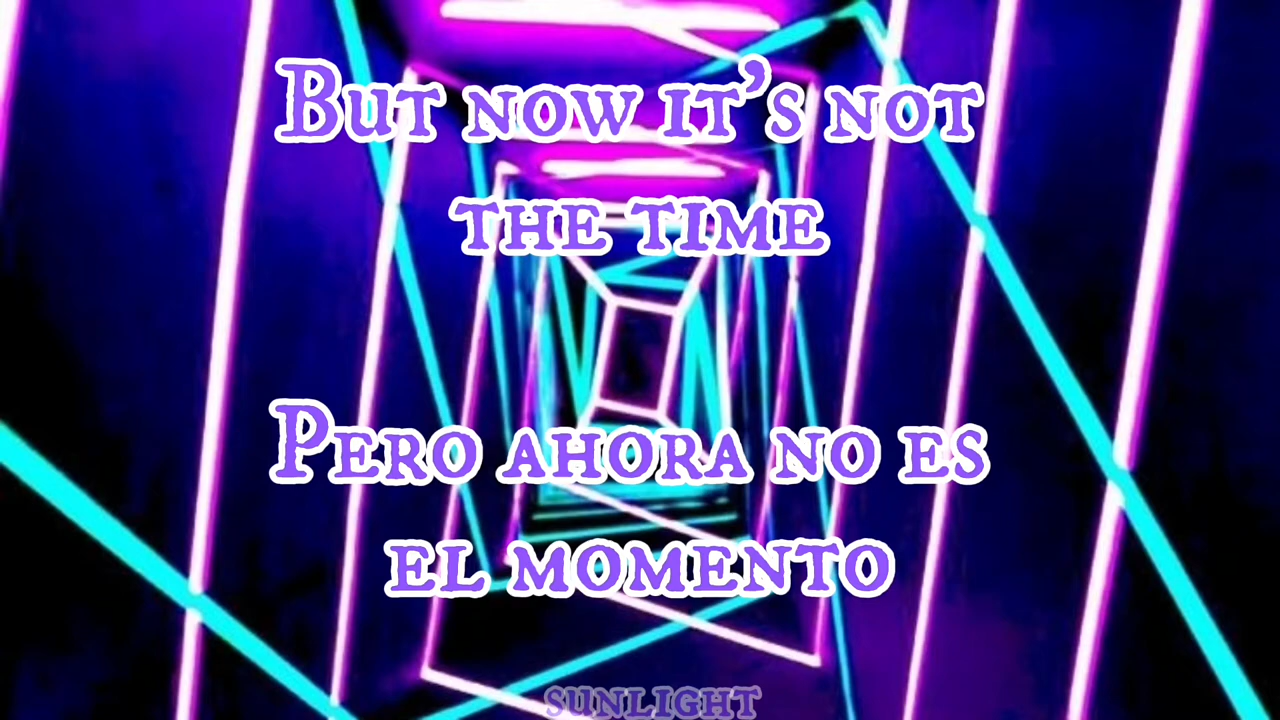 But now it's not
the time
Pero ahora no es
el momento
sunlight